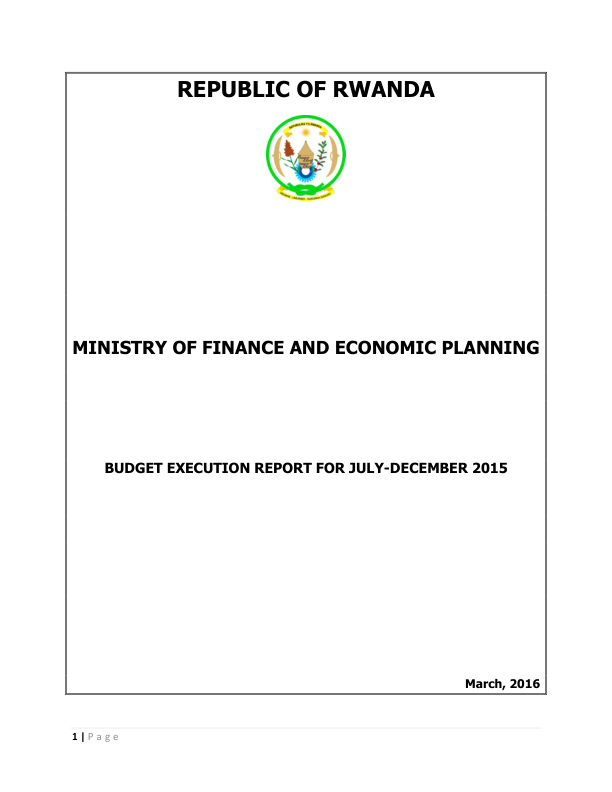 REPUBLIC OF RWANDA
MINISTRY OF FINANCE AND ECONOMIC PLANNING
BUDGET EXECUTION REPORT FOR JULY-DECEMBER 2015
March, 2016
1 | Page